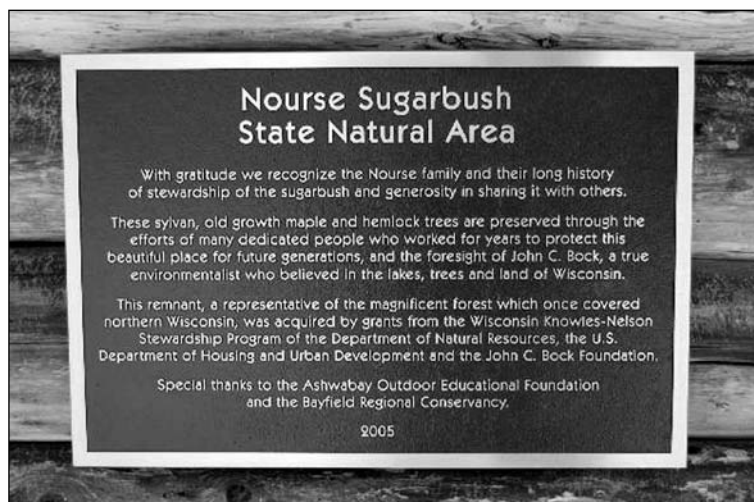 Nourse Sugarbush
State Natural Area
With gratitude we recognize the Nourse family and their long history
of stewardship of the sugarbush and generosity in sharing it with others.
These sylvan, old growth maple and hemlock trees are preserved through the
efforts of many dedicated people who worked for years to protect this
beautiful place for future generations, and the foresight of John C. Bock, a true
environmentalist who believed in the lakes, trees and land of Wisconsin.
This remnant, a representative of the magnificent forest which once covered
northern Wisconsin, was acquired by grants from the Wisconsin Knowles-Nelson
Stewardship Program of the Department of Natural Resources, the U.S.
Department of Housing and Urban Development and the John C. Bock Foundation.
Special thanks to the Ashwabay Outdoor Educational Foundation
and the Bayfield Regional Conservancy.
2005